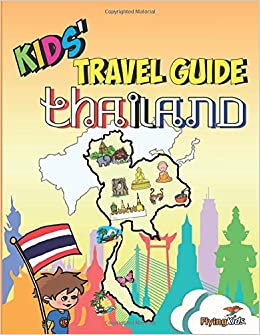 KIDS'
TRAVEL GUIDE
thAiLAND
FlyingKids